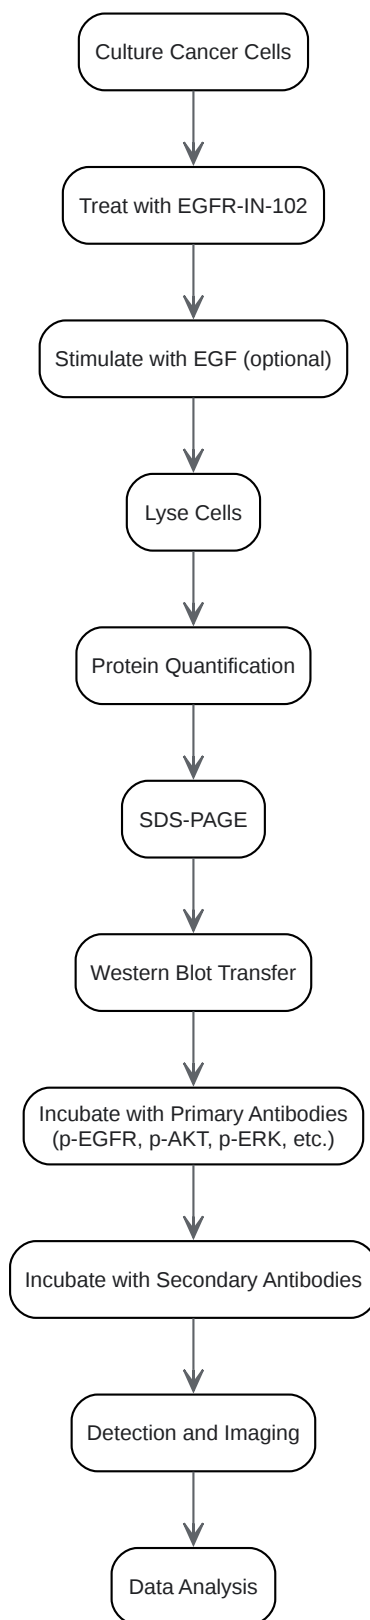 Culture Cancer Cells
Treat with EGFR-IN-102
Stimulate with EGF (optional)
Lyse Cells
Protein Quantification
SDS-PAGE
Western Blot Transfer
Incubate with Primary Antibodies
(p-EGFR, p-AKT, p-ERK, etc.)
Incubate with Secondary Antibodies
Detection and Imaging
Data Analysis